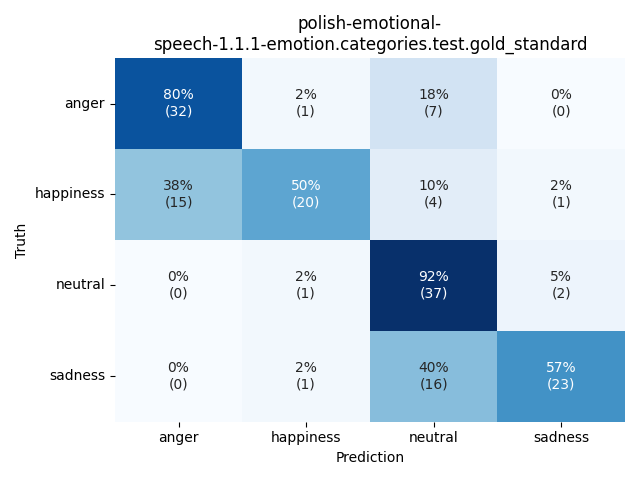 polish-emotional-
speech-1.1.1-emotion.categories.test.gold_standard
Truth
anger
80%
(32)
2%
(1)
18%
(7)
0%
(0)
happiness
38%
(15)
50%
(20)
10%
(4)
2%
(1)
neutral
0%
(0)
2%
(1)
92%
(37)
5%
(2)
sadness
0%
(0)
2%
(1)
40%
(16)
57%
(23)
anger
happiness
neutral
sadness
Prediction